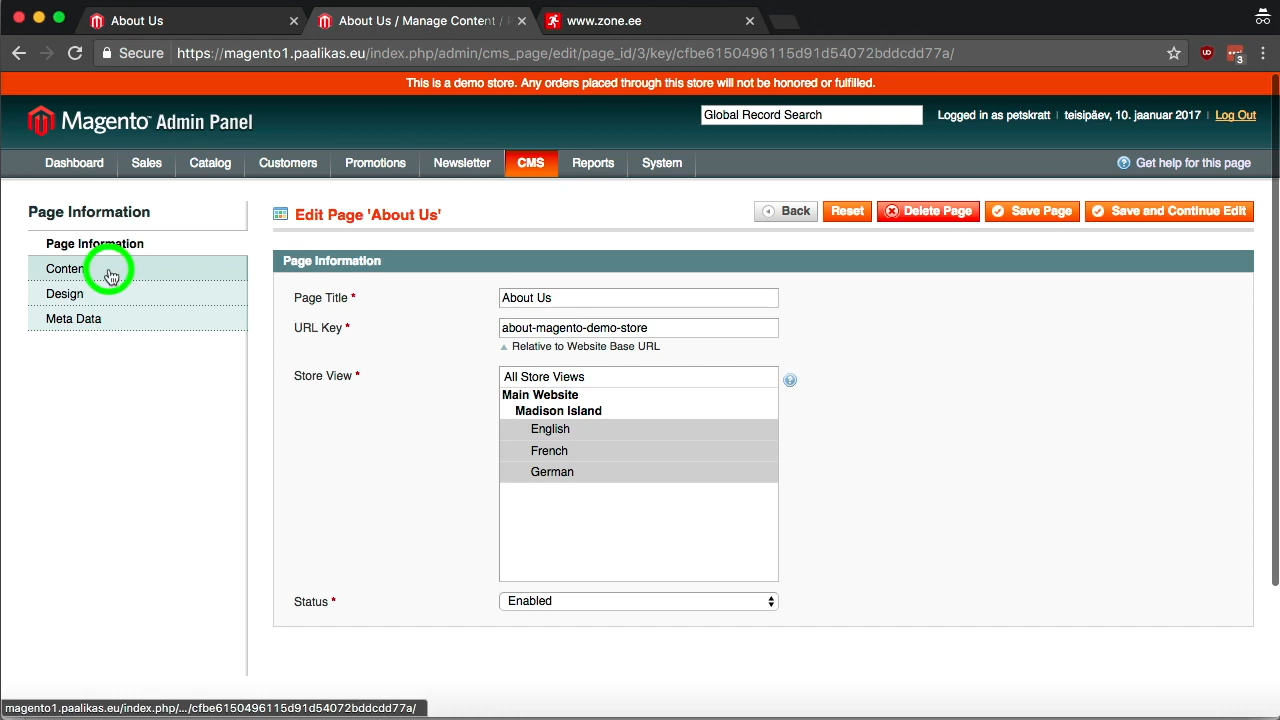 About Us
About Us / Manage Content / P
www.zone.ee
Secure
https://magento1.paalikas.eu/index.php/admin/cms_page/edit/page_id/3/key/cfbe6150496115d91d54072bddcdd77a/
3
This is a demo store. Any orders placed through this store will not be honored or fulfilled.
Magento Admin Panel
Global Record Search
Logged in as petskratt
teisipäev, 10. jaanuar 2017
Log Out
Dashboard
Sales
Catalog
Customers
Promotions
Newsletter
CMS
Reports
System
Get help for this page
Page Information
Page Information
Conten
Design
Meta Data
Edit Page 'About Us'
Back
Reset
Delete Page
Save Page
Save and Continue Edit
Page Information
Page Title *
About Us
URL Key *
about-magento-demo-store
Relative to Website Base URL
Store View *
All Store Views
Main Website
Madison Island
English
French
German
Status *
Enabled
magento1.paalikas.eu/index.php/.../cfbe6150496115d91d54072bddcdd77a/